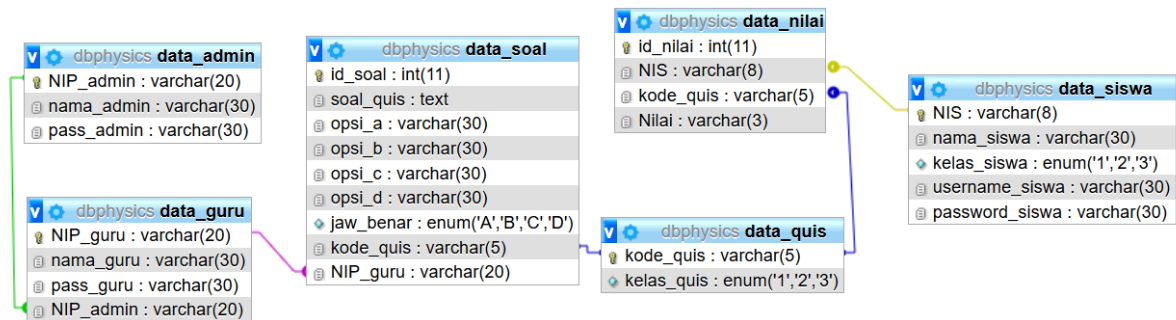 dbphysics data_admin
NIP_admin : varchar(20)
nama_admin : varchar(30)
pass_admin : varchar(30)
dbphysics data_guru
NIP_guru : varchar(20)
nama_guru : varchar(30)
pass_guru : varchar(30)
NIP_admin : varchar(20)
dbphysics data_soal
id_soal : int(11)
soal_quis : text
opsi_a : varchar(30)
opsi_b : varchar(30)
opsi_c : varchar(30)
opsi_d : varchar(30)
jaw_benar : enum('A','B','C','D')
kode_quis : varchar(5)
NIP_guru : varchar(20)
dbphysics data_nilai
id_nilai : int(11)
NIS : varchar(8)
kode_quis : varchar(5)
Nilai : varchar(3)
dbphysics data_quis
kode_quis : varchar(5)
kelas_quis : enum('1','2','3')
dbphysics data_siswa
NIS : varchar(8)
nama_siswa : varchar(30)
kelas_siswa : enum('1','2','3')
username_siswa : varchar(30)
password_siswa : varchar(30)